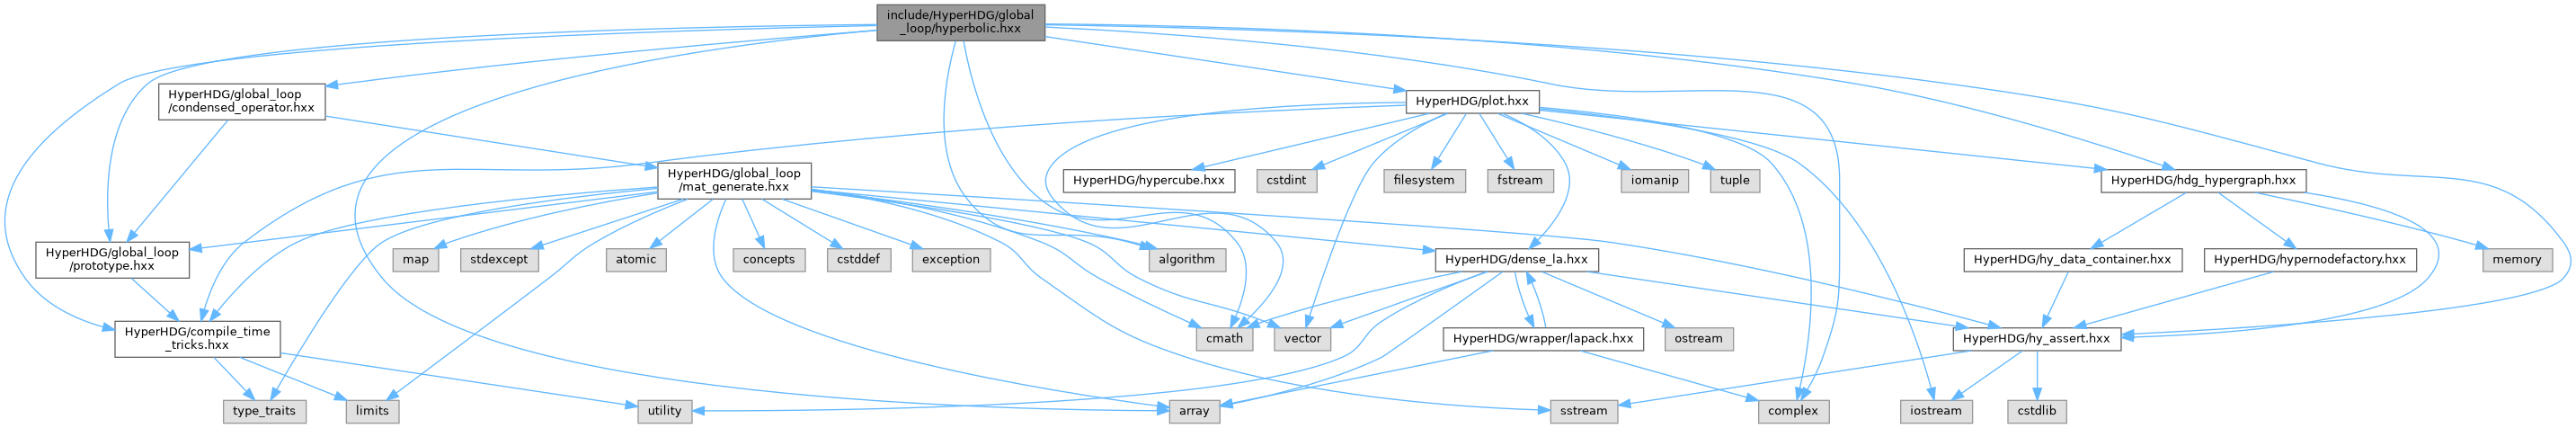 include/HyperHDG/global
_loop/hyperbolic.hxx
HyperHDG/global_loop
/condensed_operator.hxx
HyperHDG/plot.hxx
HyperHDG/global_loop
/mat_generate.hxx
HyperHDG/hypercube.hxx
cstdint
filesystem
fstream
iomanip
tuple
HyperHDG/hdg_hypergraph.hxx
HyperHDG/global_loop
/prototype.hxx
map
stdexcept
atomic
concepts
cstddef
exception
algorithm
HyperHDG/dense_la.hxx
HyperHDG/hy_data_container.hxx
HyperHDG/hypernodefactory.hxx
memory
HyperHDG/compile_time
_tricks.hxx
cmath
vector
HyperHDG/wrapper/lapack.hxx
ostream
HyperHDG/hy_assert.hxx
type_traits
limits
utility
array
sstream
complex
iostream
cstdlib